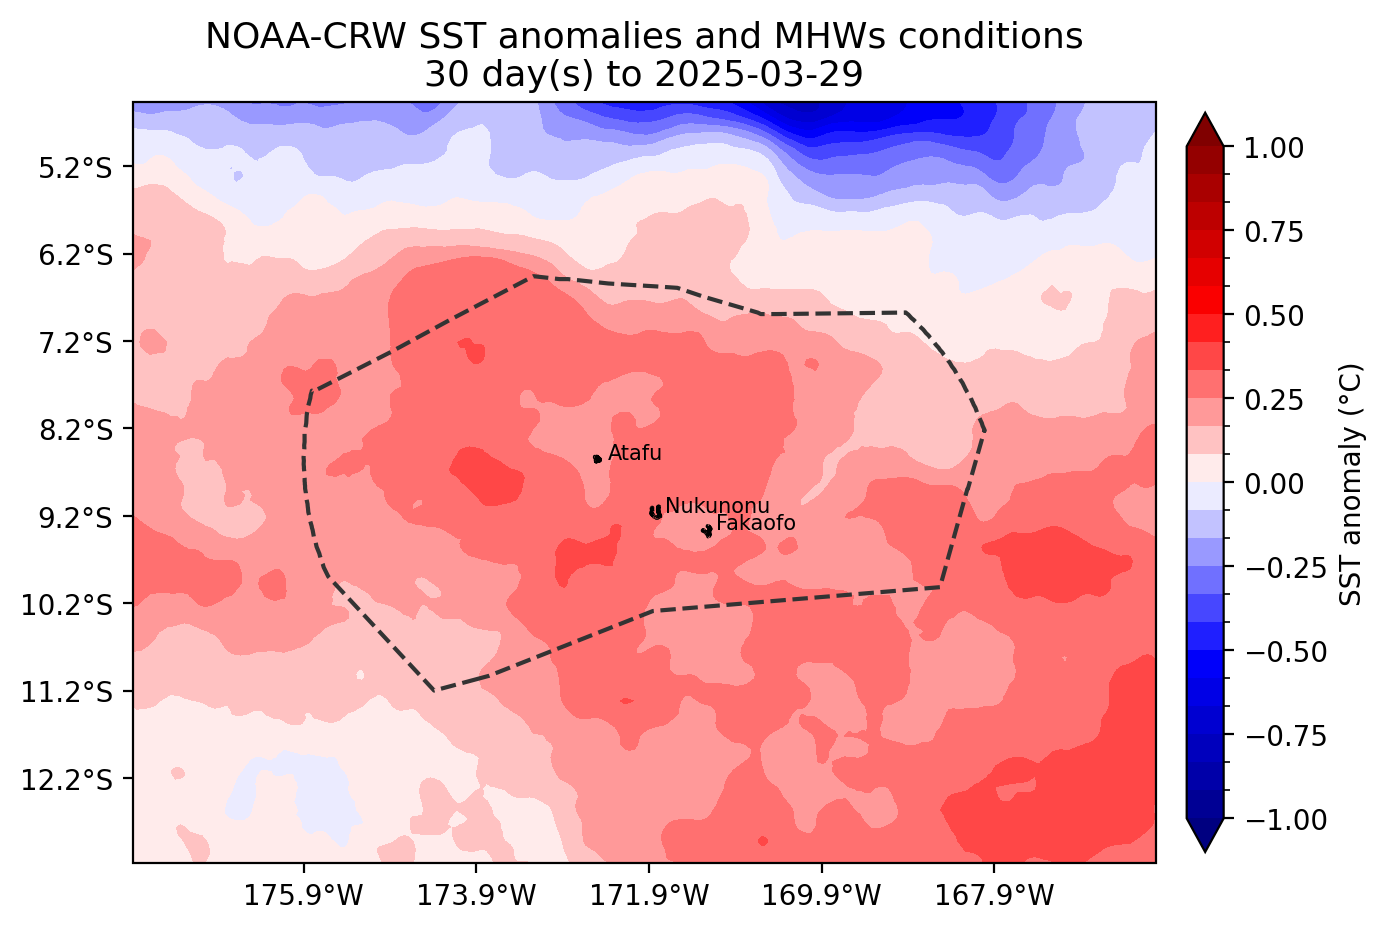 NOAA-CRW SST anomalies and MHWs conditions
30 day(s) to 2025-03-29
5.2°S
6.2°S
7.2°S
8.2°S
9.2°S
10.2°S
11.2°S
12.2°S
Atafu
Nukunonu
Fakaofo
175.9°W
173.9°W
171.9°W
169.9°W
167.9°W
1.00
0.75
0.50
0.25
0.00
−0.25
−0.50
−0.75
−1.00
SST anomaly (°C)